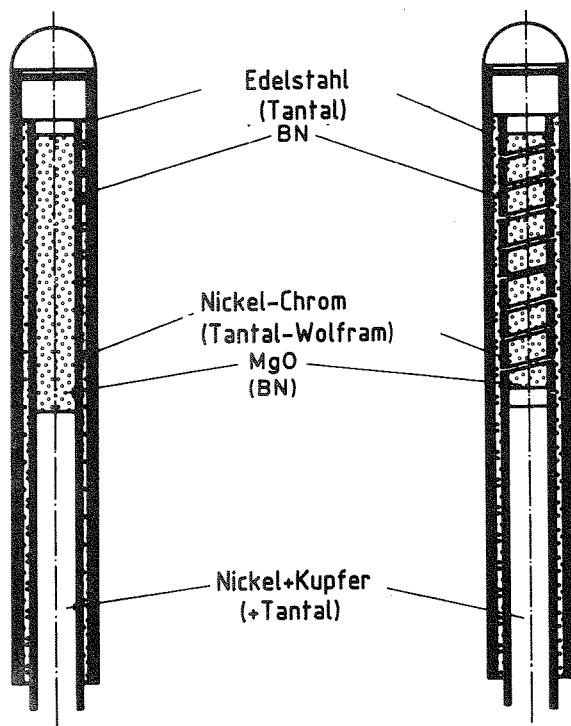 Edelstahl
(Tantal)
BN
Nickel-Chrom
(Tantal-Wolfram)
MgO
(BN)
Nickel+Kupfer
(+Tantal)